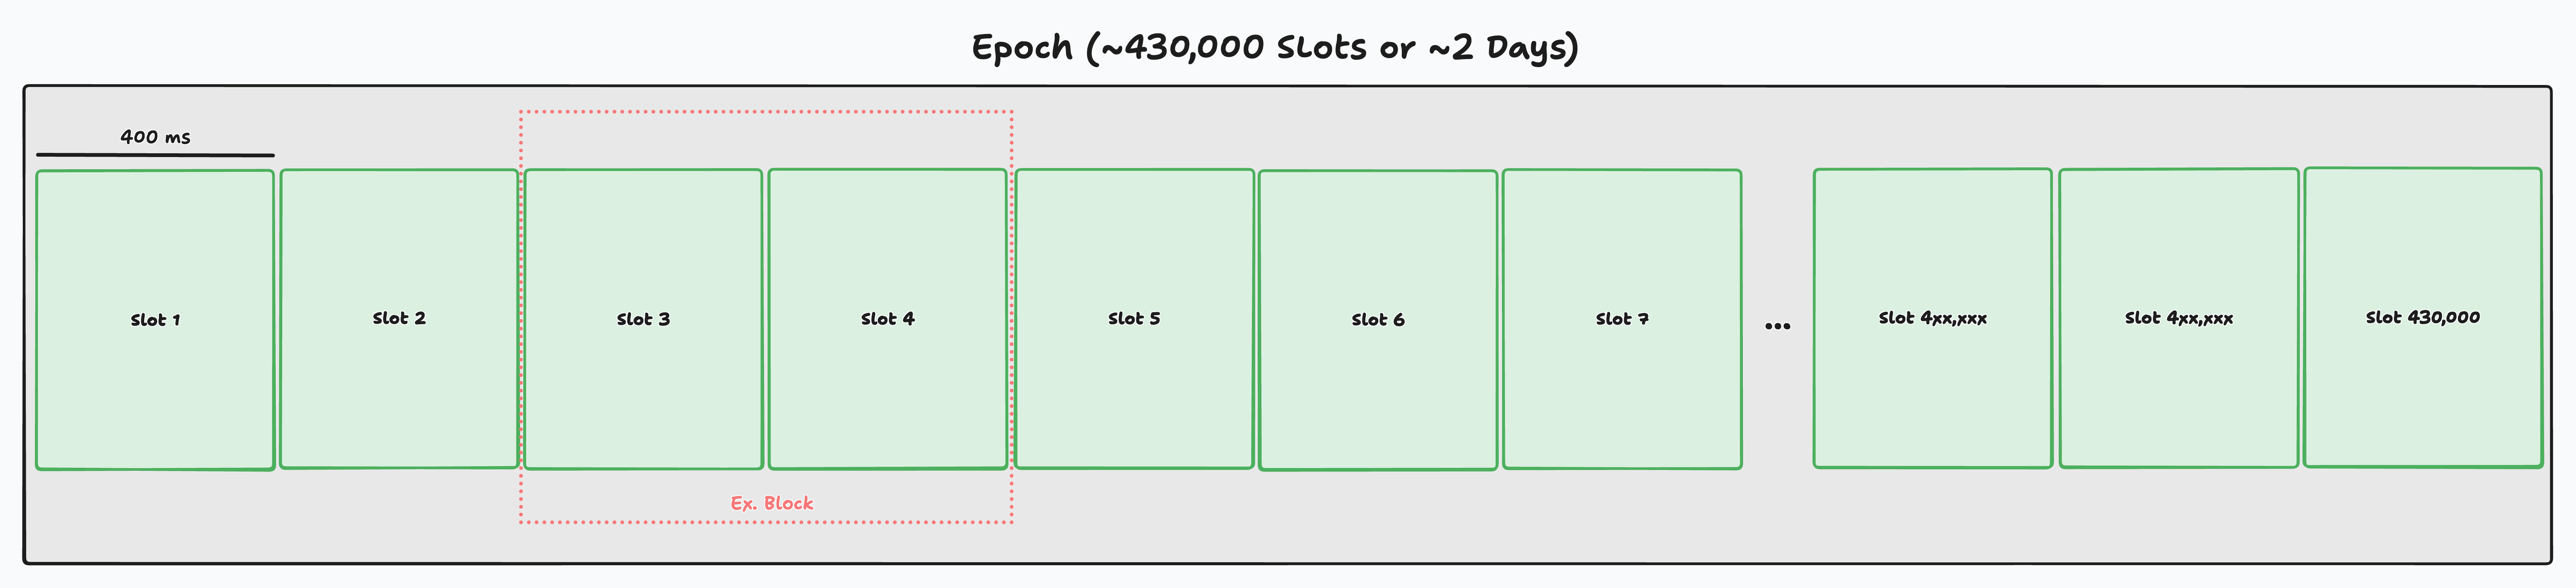 Epoch (~430,000 Slots or ~2 Days)
400 ms
Slot 1
Slot 2
Slot 3
Slot 4
Slot 5
Slot 6
Slot 7
...
Slot 4xx,xxx
Slot 4xx,xxx
Slot 430,000
Ex. Block